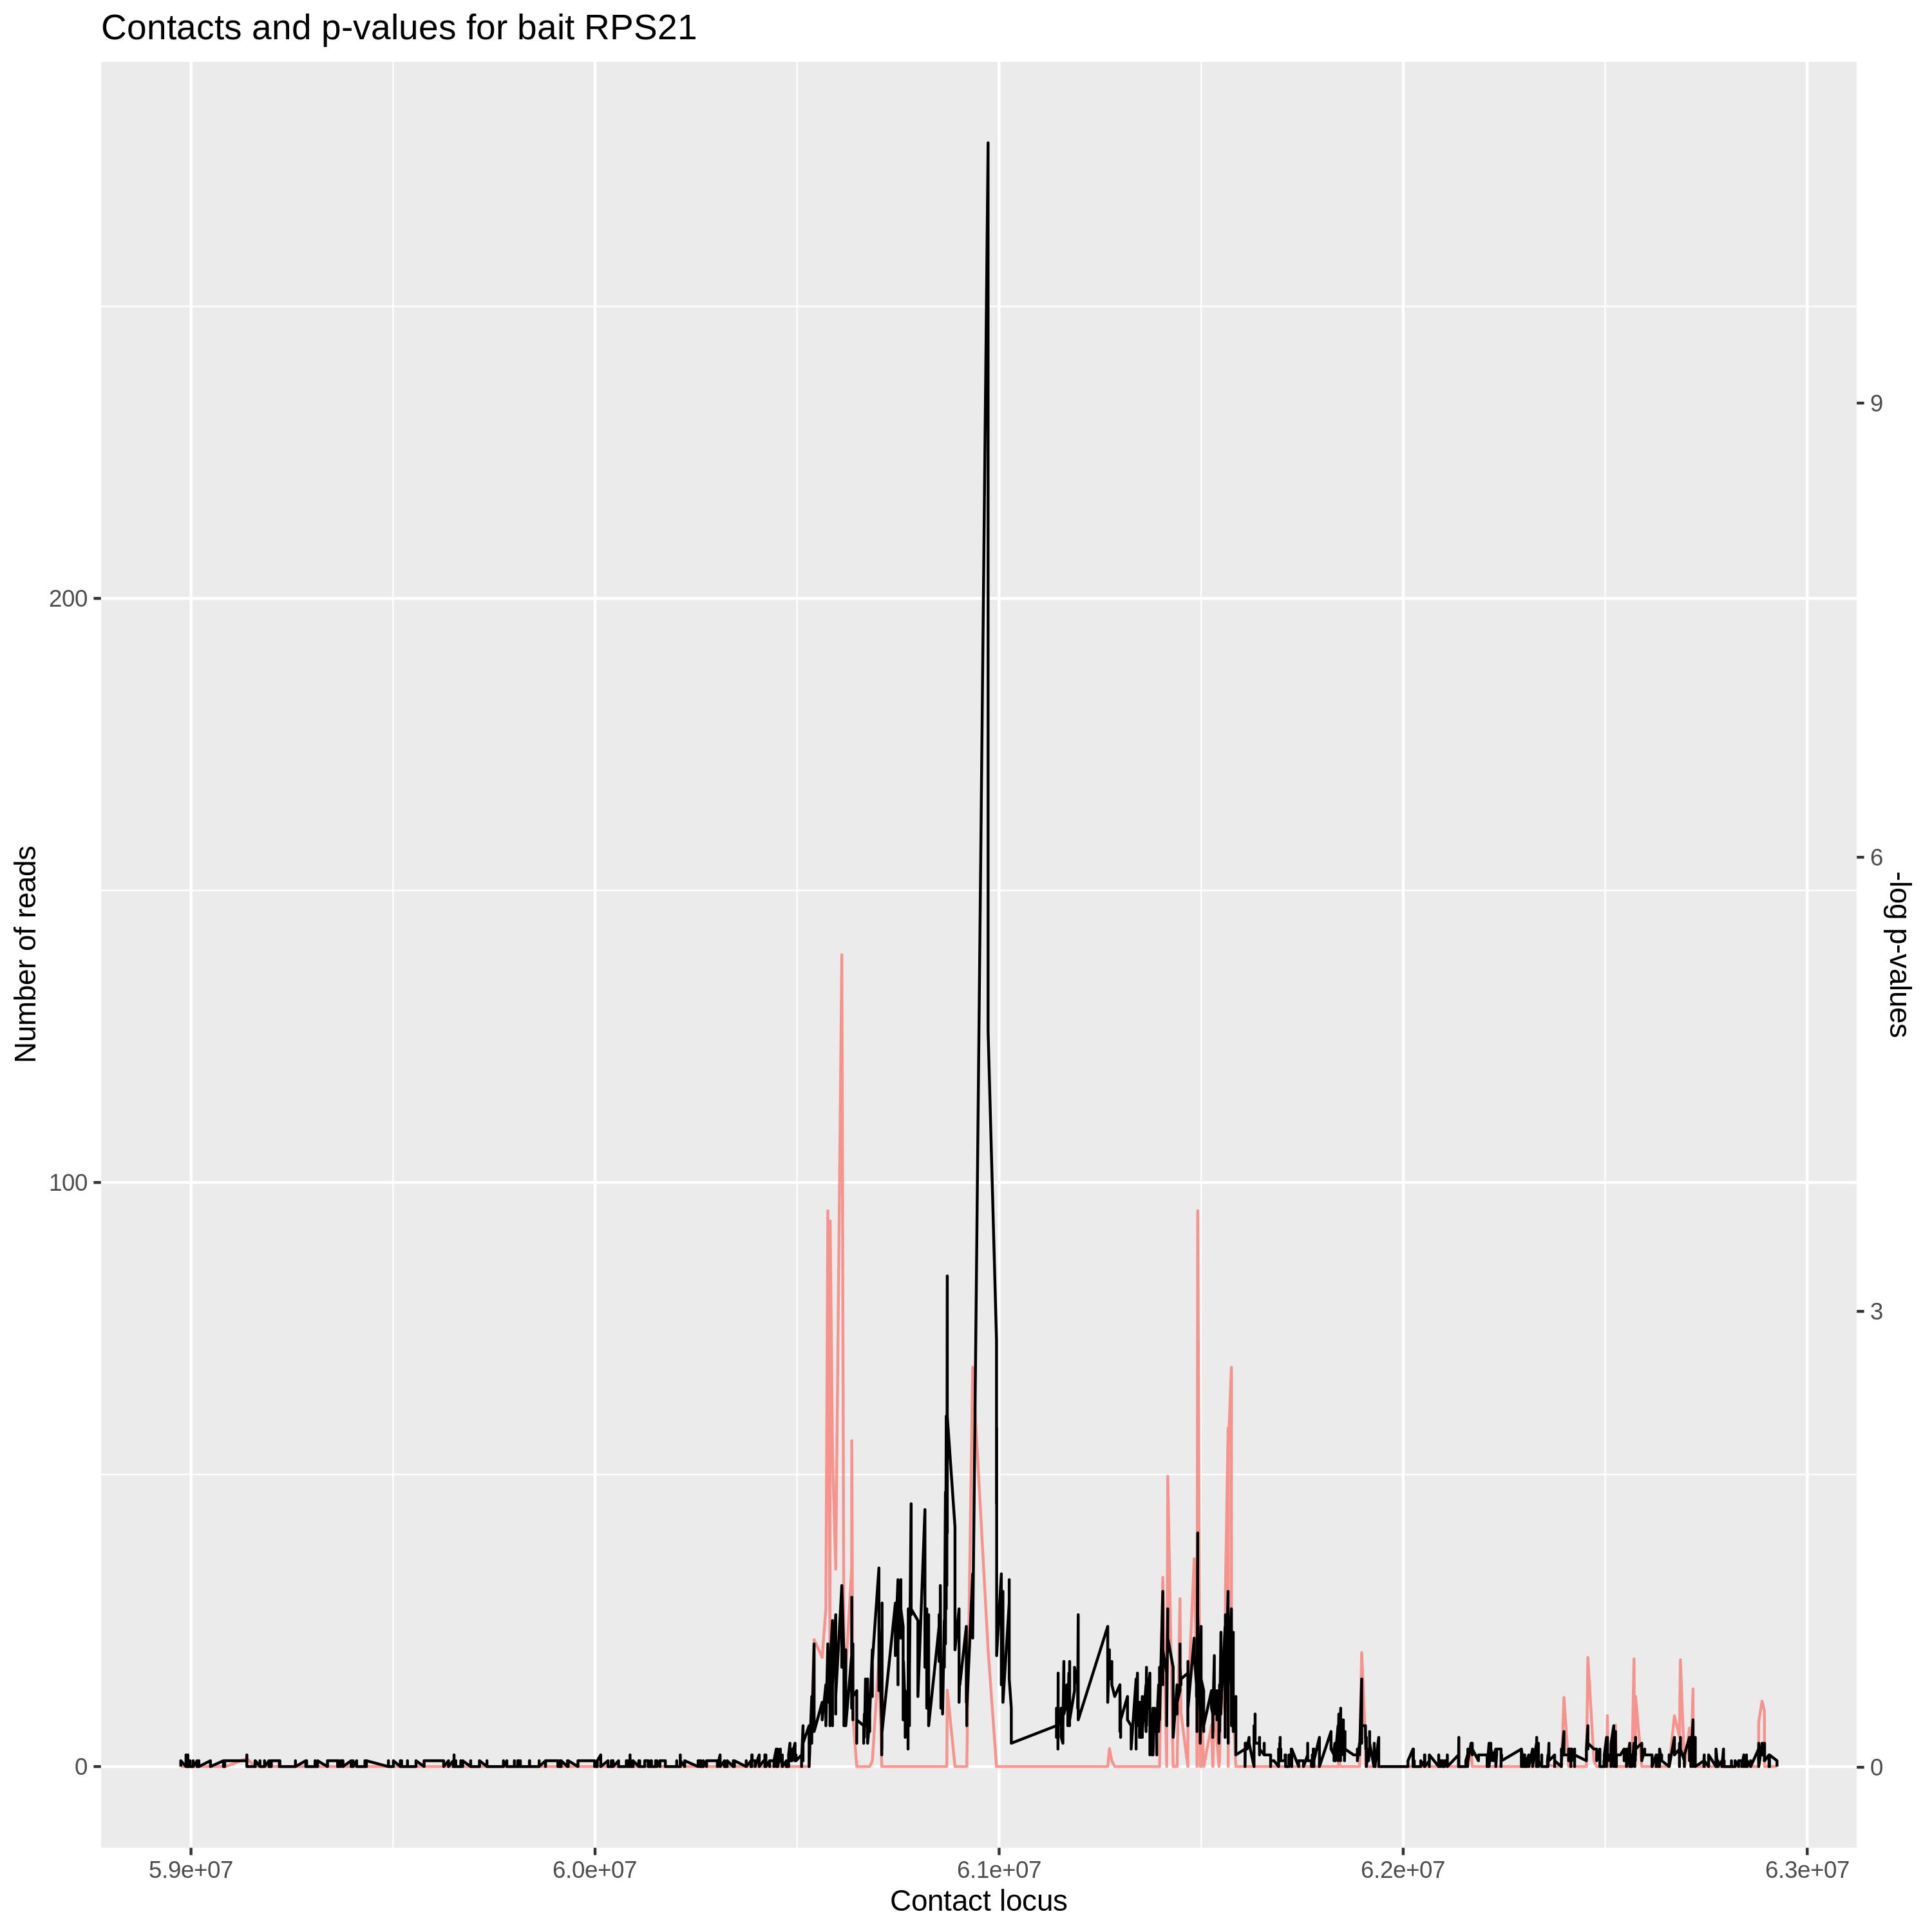 Contacts and p-values for bait RPS21
Number of reads
200
100
0
9
6
3
0
-log p-values
5.9e+07
6.0e+07
6.1e+07
6.2e+07
6.3e+07
Contact locus